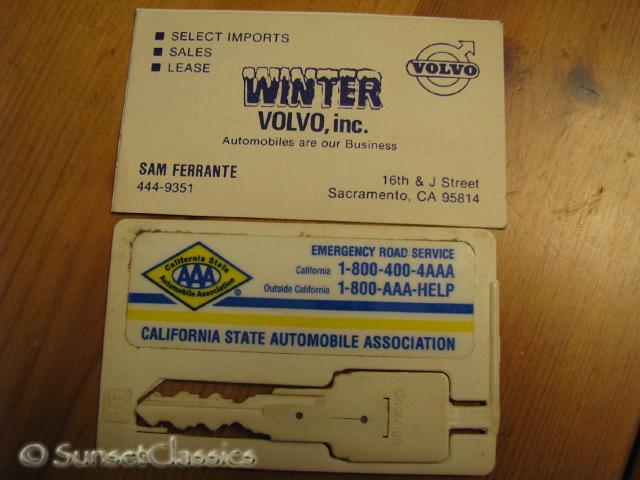 SELECT IMPORTS
SALES
LEASE
VOLVO
WINTER
VOLVO, inc.
Automobiles are our Business
SAM FERRANTE
444-9351
16th & J Street
Sacramento, CA 95814
California State
AAA
Automobile Association
®
EMERGENCY ROAD SERVICE
California 1-800-400-4AAA
Outside California 1-800-AAA-HELP
CALIFORNIA STATE AUTOMOBILE ASSOCIATION
Door/Ign.
© SunsetClassics